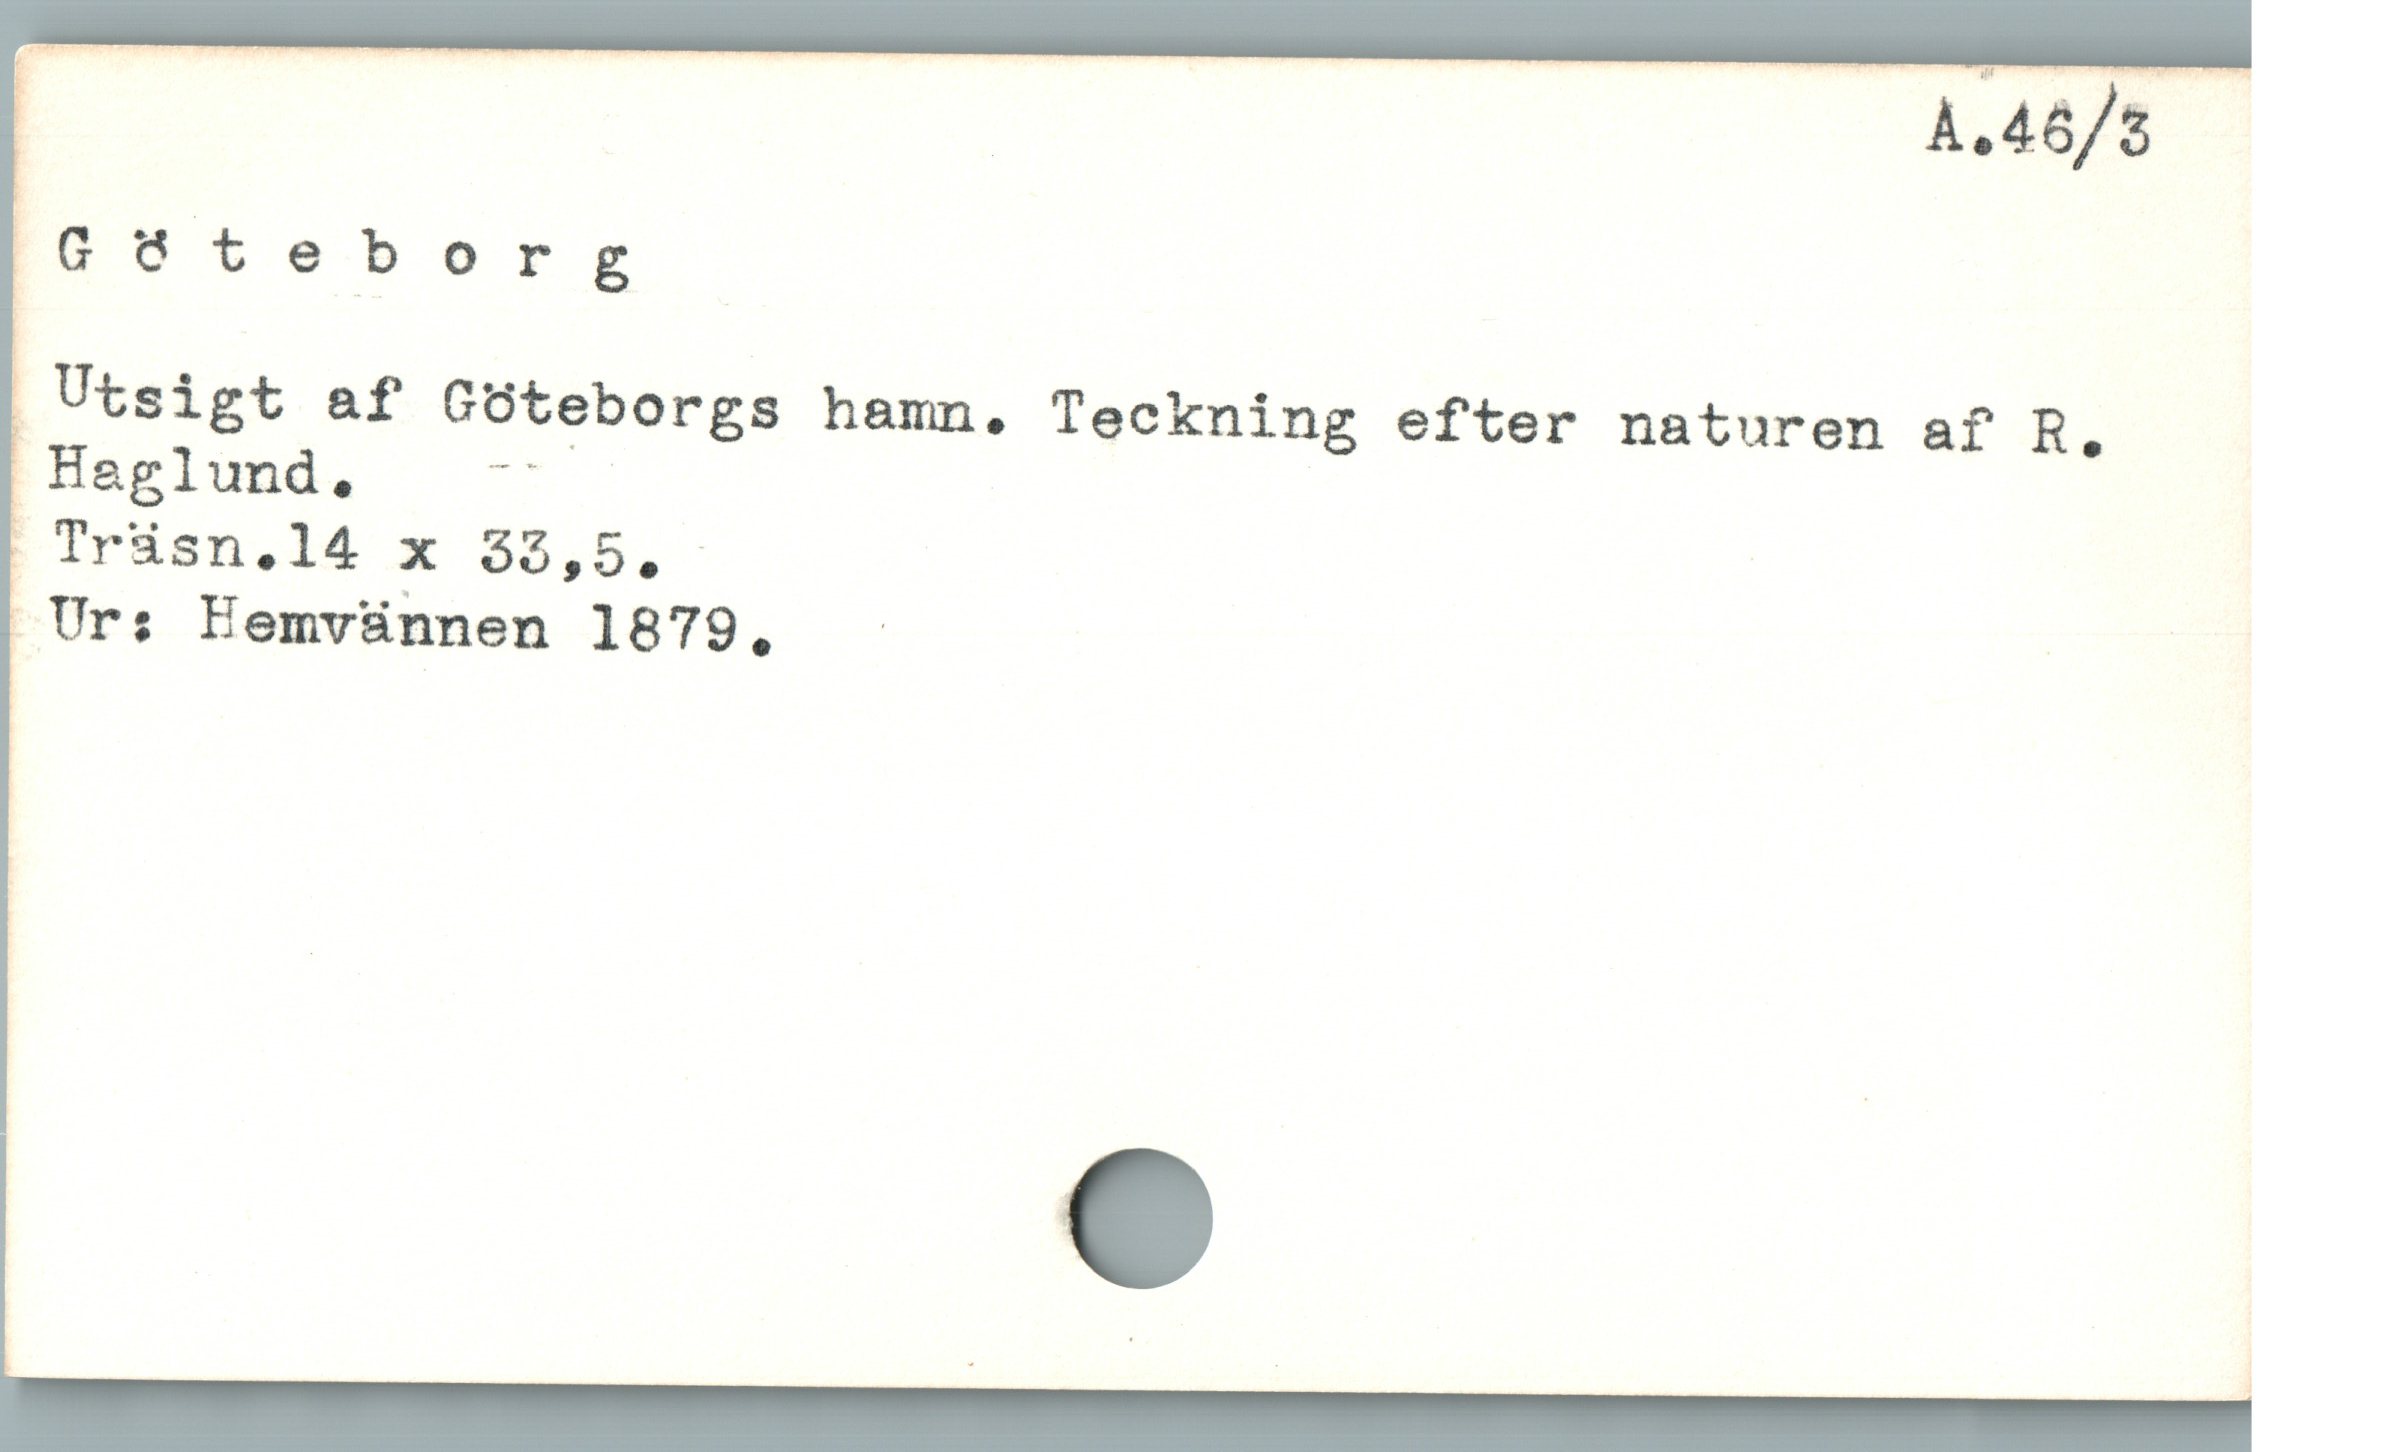 A.46/3
G ö t e b o r g
Utsigt af Göteborgs hamn. Teckning efter naturen af R.
Haglund.
Träsn.14 x 33,5.
Ur: Hemvännen 1879.